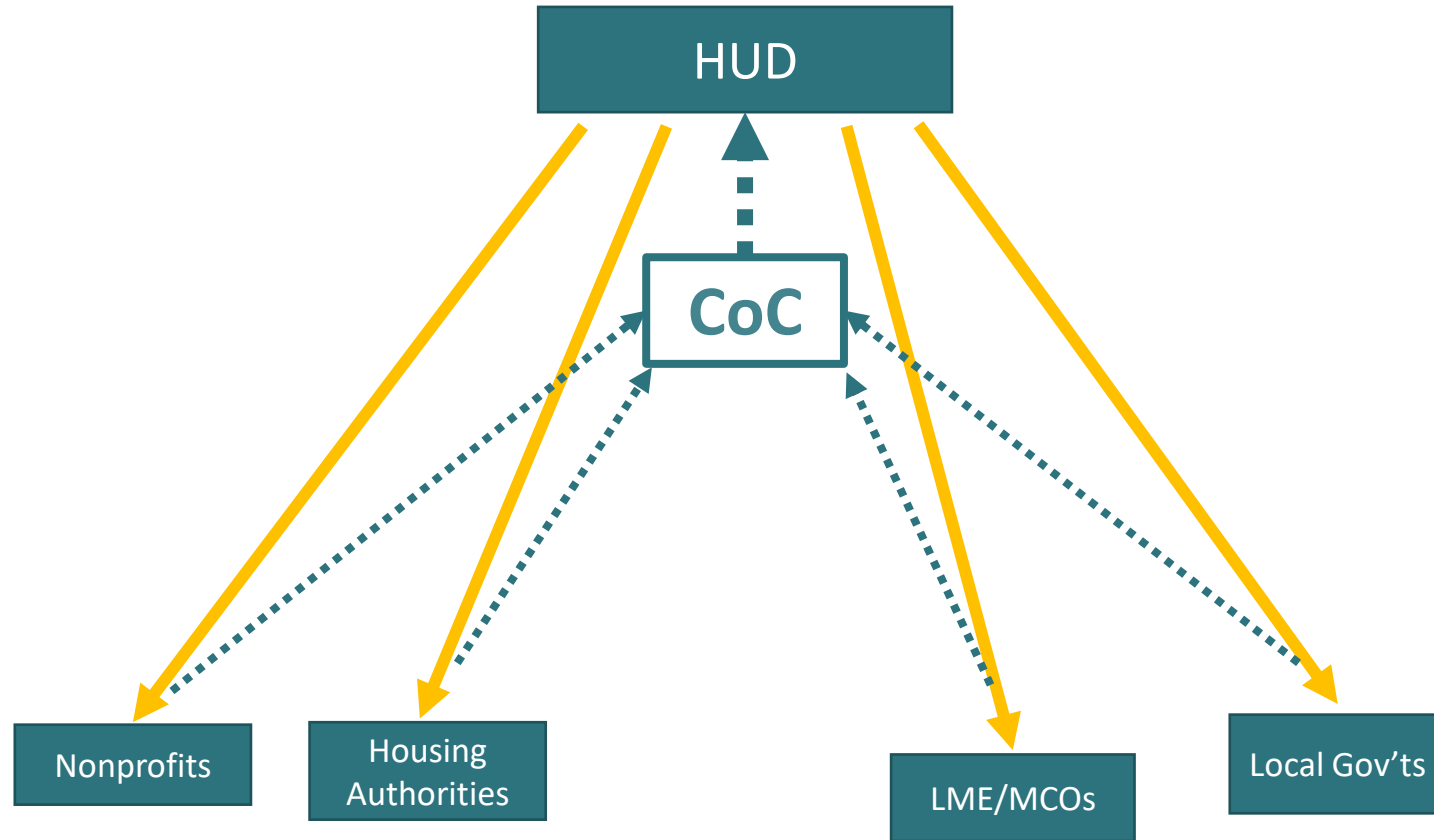 HUD
CoC
Nonprofits
Housing
Authorities
LME/MCOs
Local Gov’ts